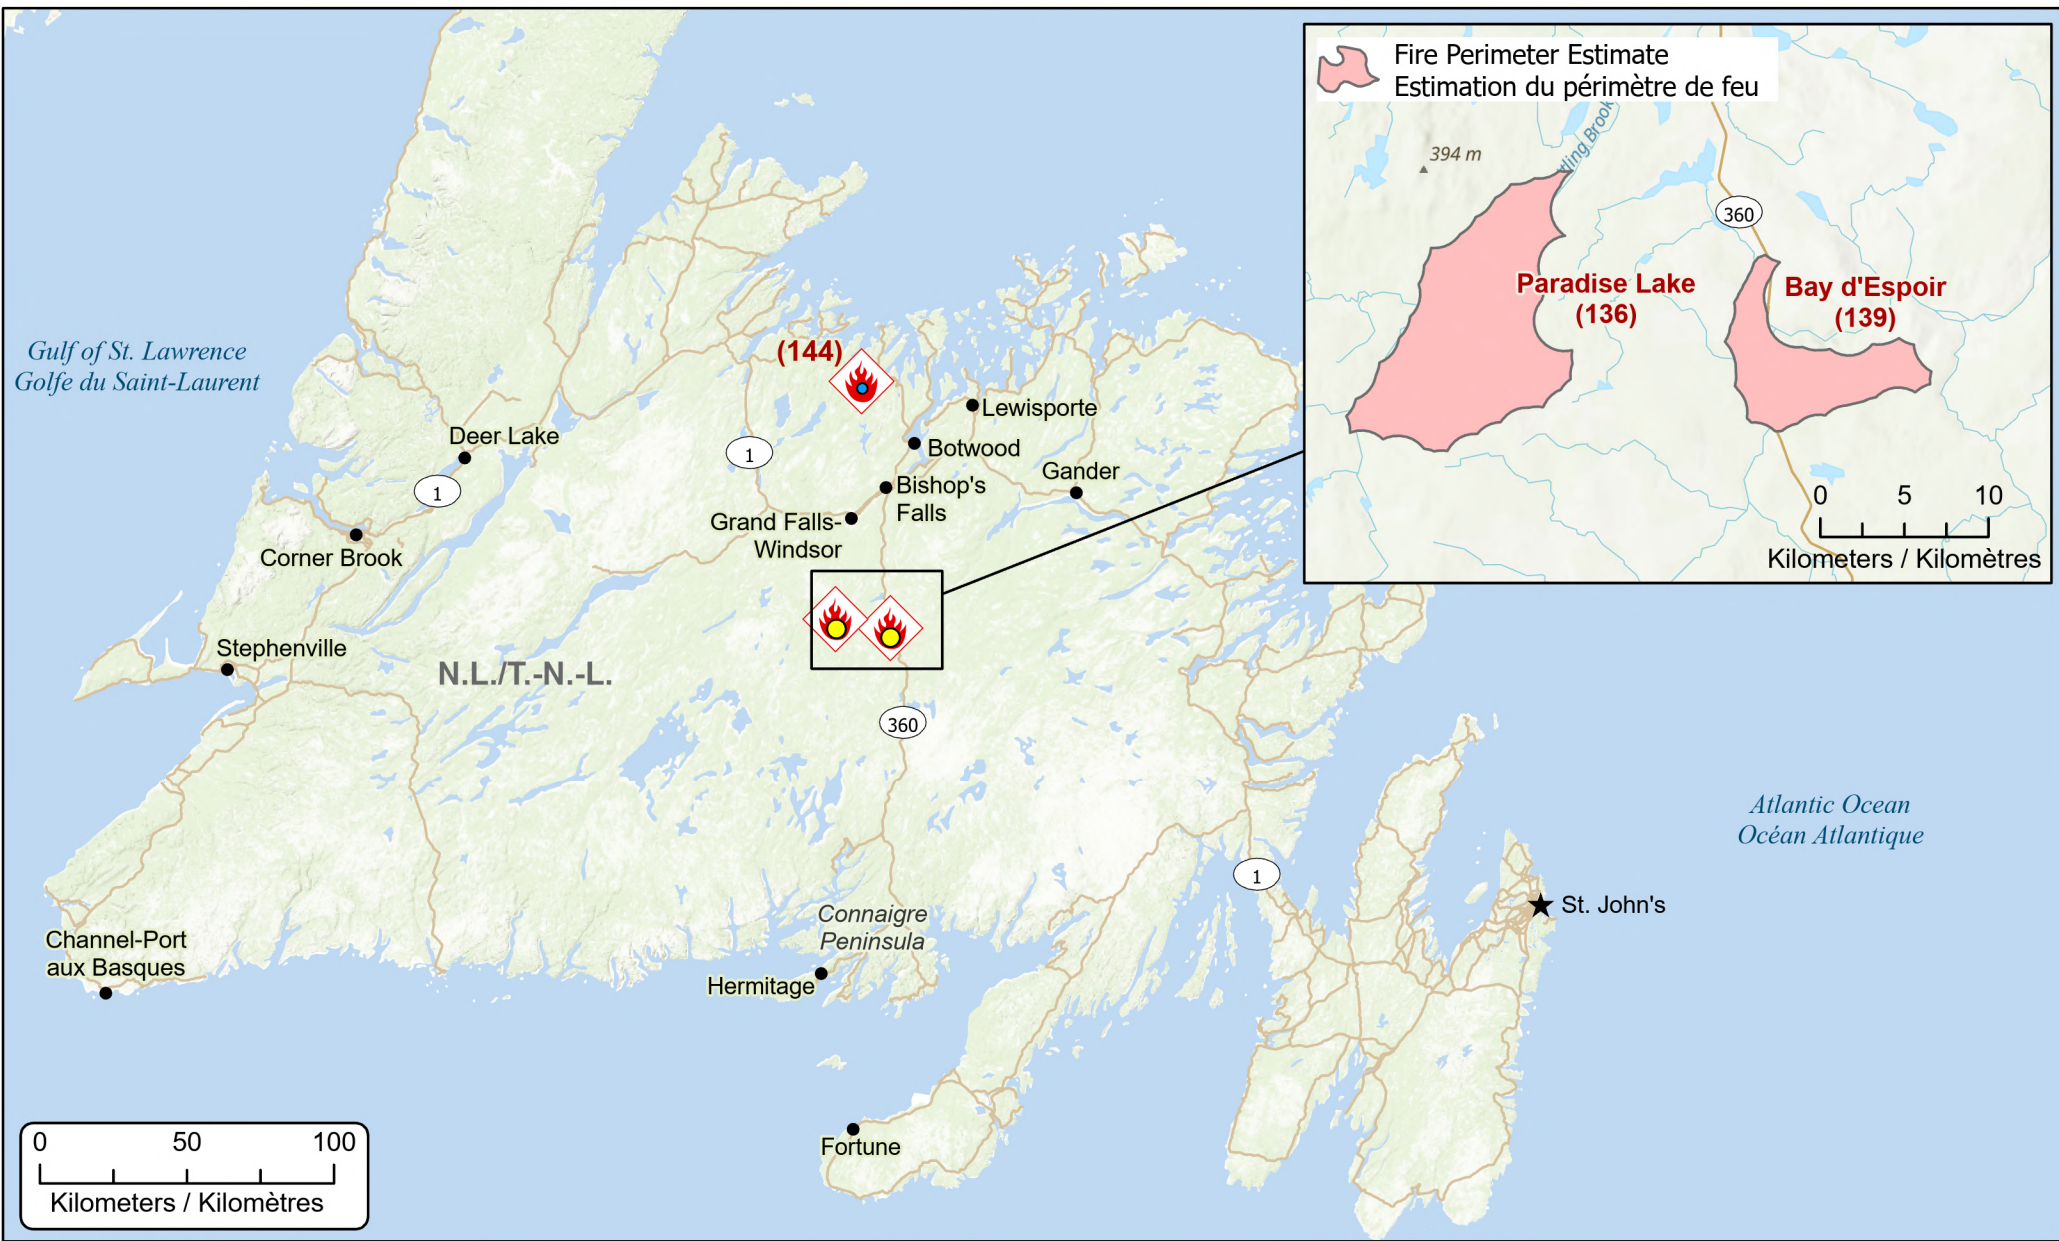 Fire Perimeter Estimate
Estimation du périmètre de feu
394 m
tling Brook
360
Paradise Lake
(136)
Bay d'Espoir
(139)
0 5 10
Kilometers / Kilomètres
Gulf of St. Lawrence
Golfe du Saint-Laurent
(144)
Lewisporte
Deer Lake
Botwood
1
Gander
1
Bishop's
Falls
Grand Falls-
Windsor
Corner Brook
Stephenville
N.L./T.-N.-L.
360
Atlantic Ocean
Océan Atlantique
1
St. John's
Connaigre
Peninsula
Channel-Port
aux Basques
Hermitage
Fortune
0 50 100
Kilometers / Kilomètres